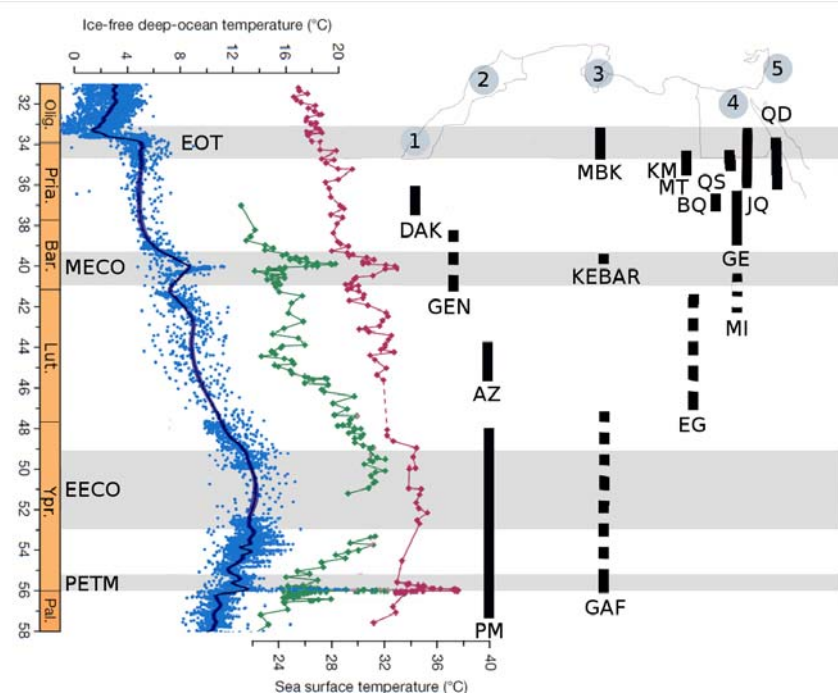 Ice-free deep-ocean temperature (°C)
0 4 8 12 16 20
1 2 3 4 5
32
34
36
38
40
42
44
46
48
50
52
54
56
58
Olig.
Pria.
Bar.
Lut.
Ypr.
Pal.
EOT
MECO
EECO
PETM
QD
MBK
KM
MT
QS
BQ
JQ
DAK
GE
KEBAR
GEN
MI
AZ
EG
GAF
PM
24 28 32 36 40
Sea surface temperature (°C)